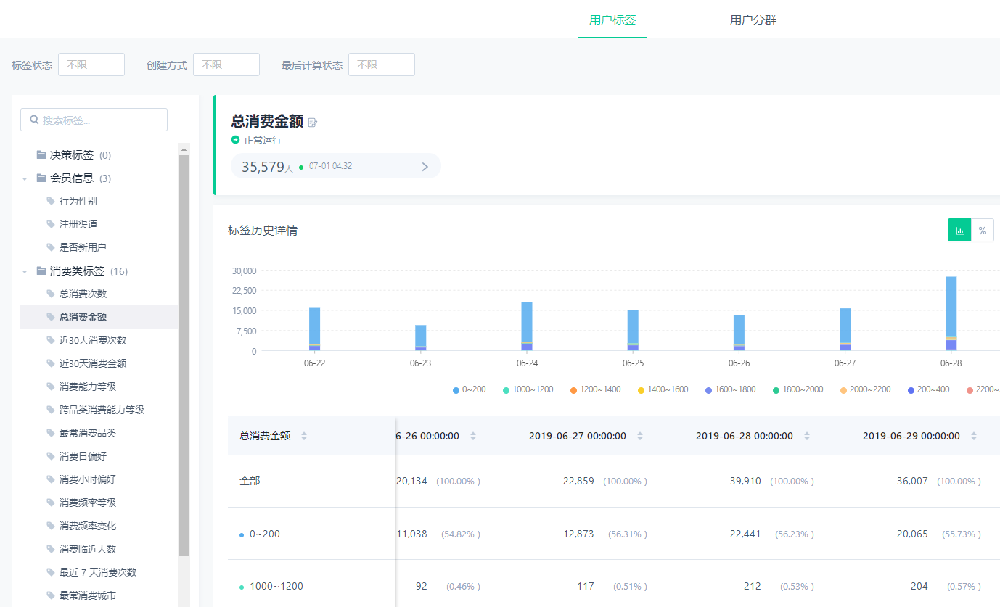 用户标签 用户分群
标签状态 不限 创建方式 不限 最后计算状态 不限
搜索标签...
决策标签 (0)
会员信息 (3)
行为性别
注册渠道
是否新用户
消费类标签 (16)
总消费次数
总消费金额
近30天消费次数
近30天消费金额
消费能力等级
跨品类消费能力等级
最常消费品类
消费日偏好
消费小时偏好
消费频率等级
消费频率变化
消费临近天数
最近 7 天消费次数
最常消费城市
总消费金额
正常运行
35,579人 07-01 04:32
标签历史详情 %
30,000
22,500
15,000
7,500
0
06-22 06-23 06-24 06-25 06-26 06-27 06-28
0~200 1000~1200 1200~1400 1400~1600 1600~1800 1800~2000 2000~2200 200~400 2200~
总消费金额 6-26 00:00:00 2019-06-27 00:00:00 2019-06-28 00:00:00 2019-06-29 00:00:00
全部 20,134 (100.00% ) 22,859 (100.00% ) 39,910 (100.00% ) 36,007 (100.00% )
0~200 11,038 (54.82% ) 12,873 (56.31% ) 22,441 (56.23% ) 20,065 (55.73% )
1000~1200 92 (0.46% ) 117 (0.51% ) 212 (0.53% ) 204 (0.57% )